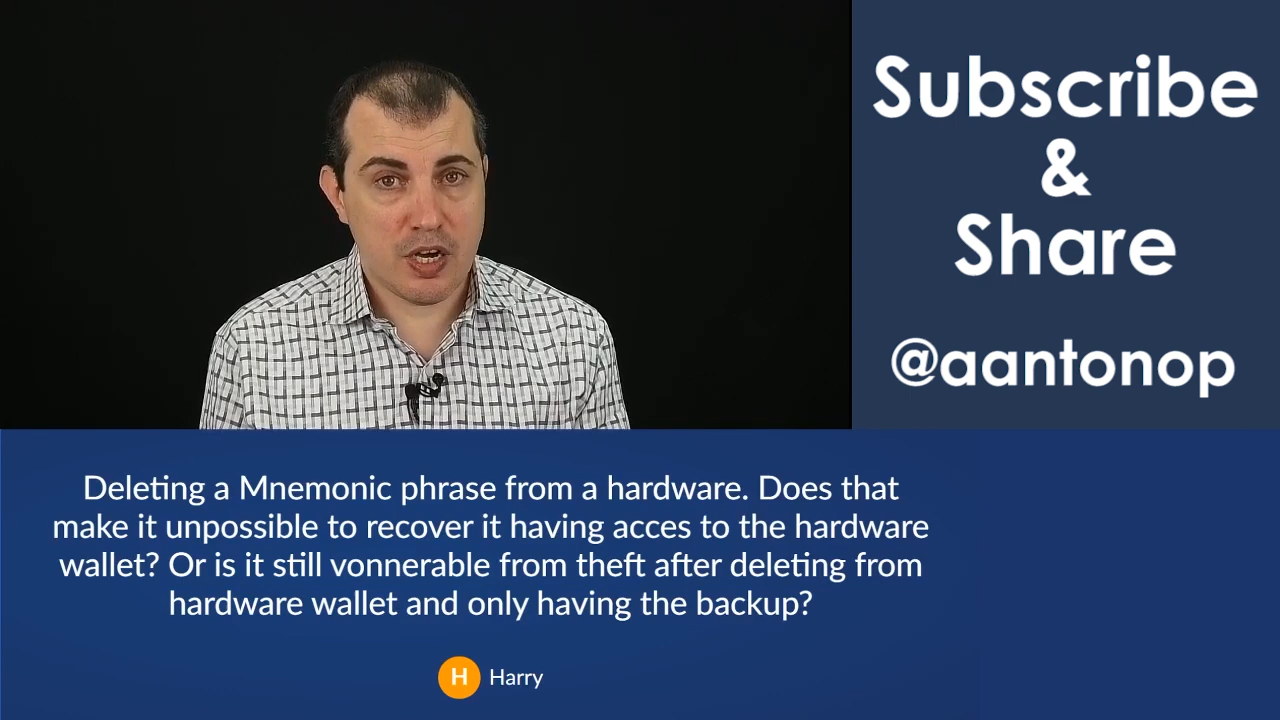 Subscribe
&
Share
@aantonop
Deleting a Mnemonic phrase from a hardware. Does that
make it unpossible to recover it having acces to the hardware
wallet? Or is it still vonnerable from theft after deleting from
hardware wallet and only having the backup?
H Harry